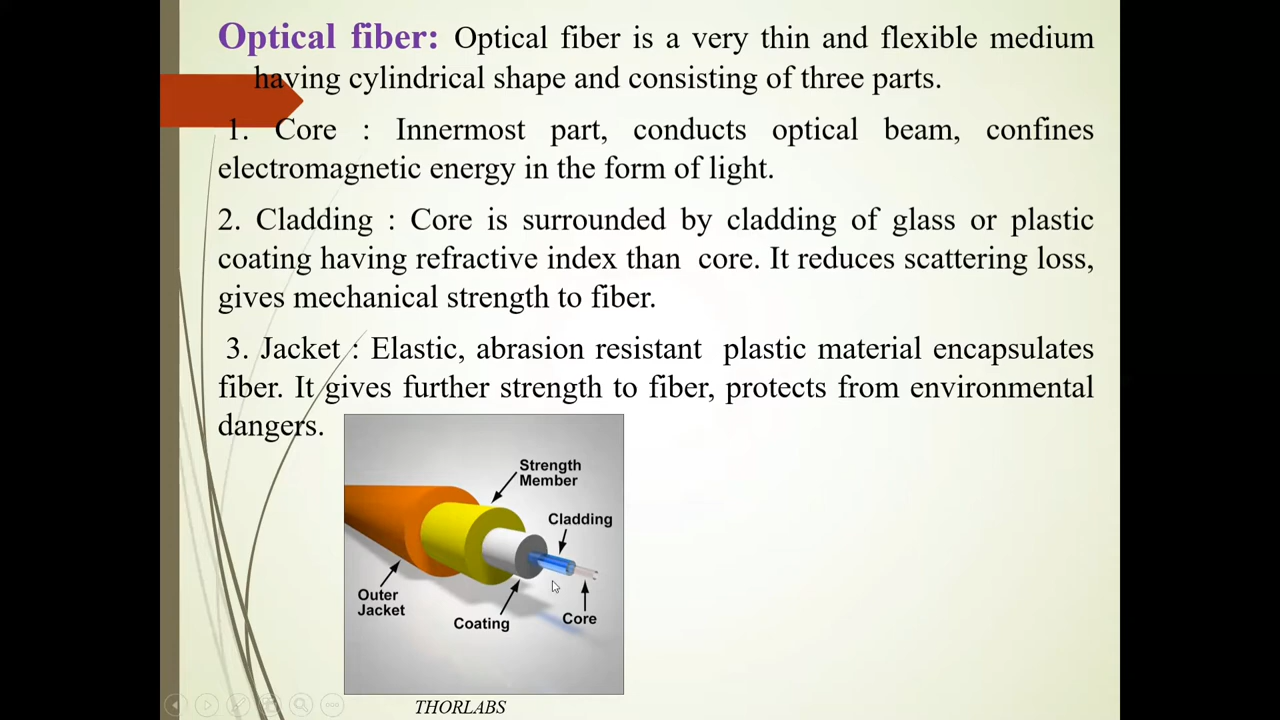 Optical fiber: Optical fiber is a very thin and flexible medium
having cylindrical shape and consisting of three parts.
1. Core : Innermost part, conducts optical beam, confines
electromagnetic energy in the form of light.
2. Cladding : Core is surrounded by cladding of glass or plastic
coating having refractive index than core. It reduces scattering loss,
gives mechanical strength to fiber.
3. Jacket : Elastic, abrasion resistant plastic material encapsulates
fiber. It gives further strength to fiber, protects from environmental
dangers.
Strength
Member
Cladding
Outer
Jacket
Coating
Core
THORLABS